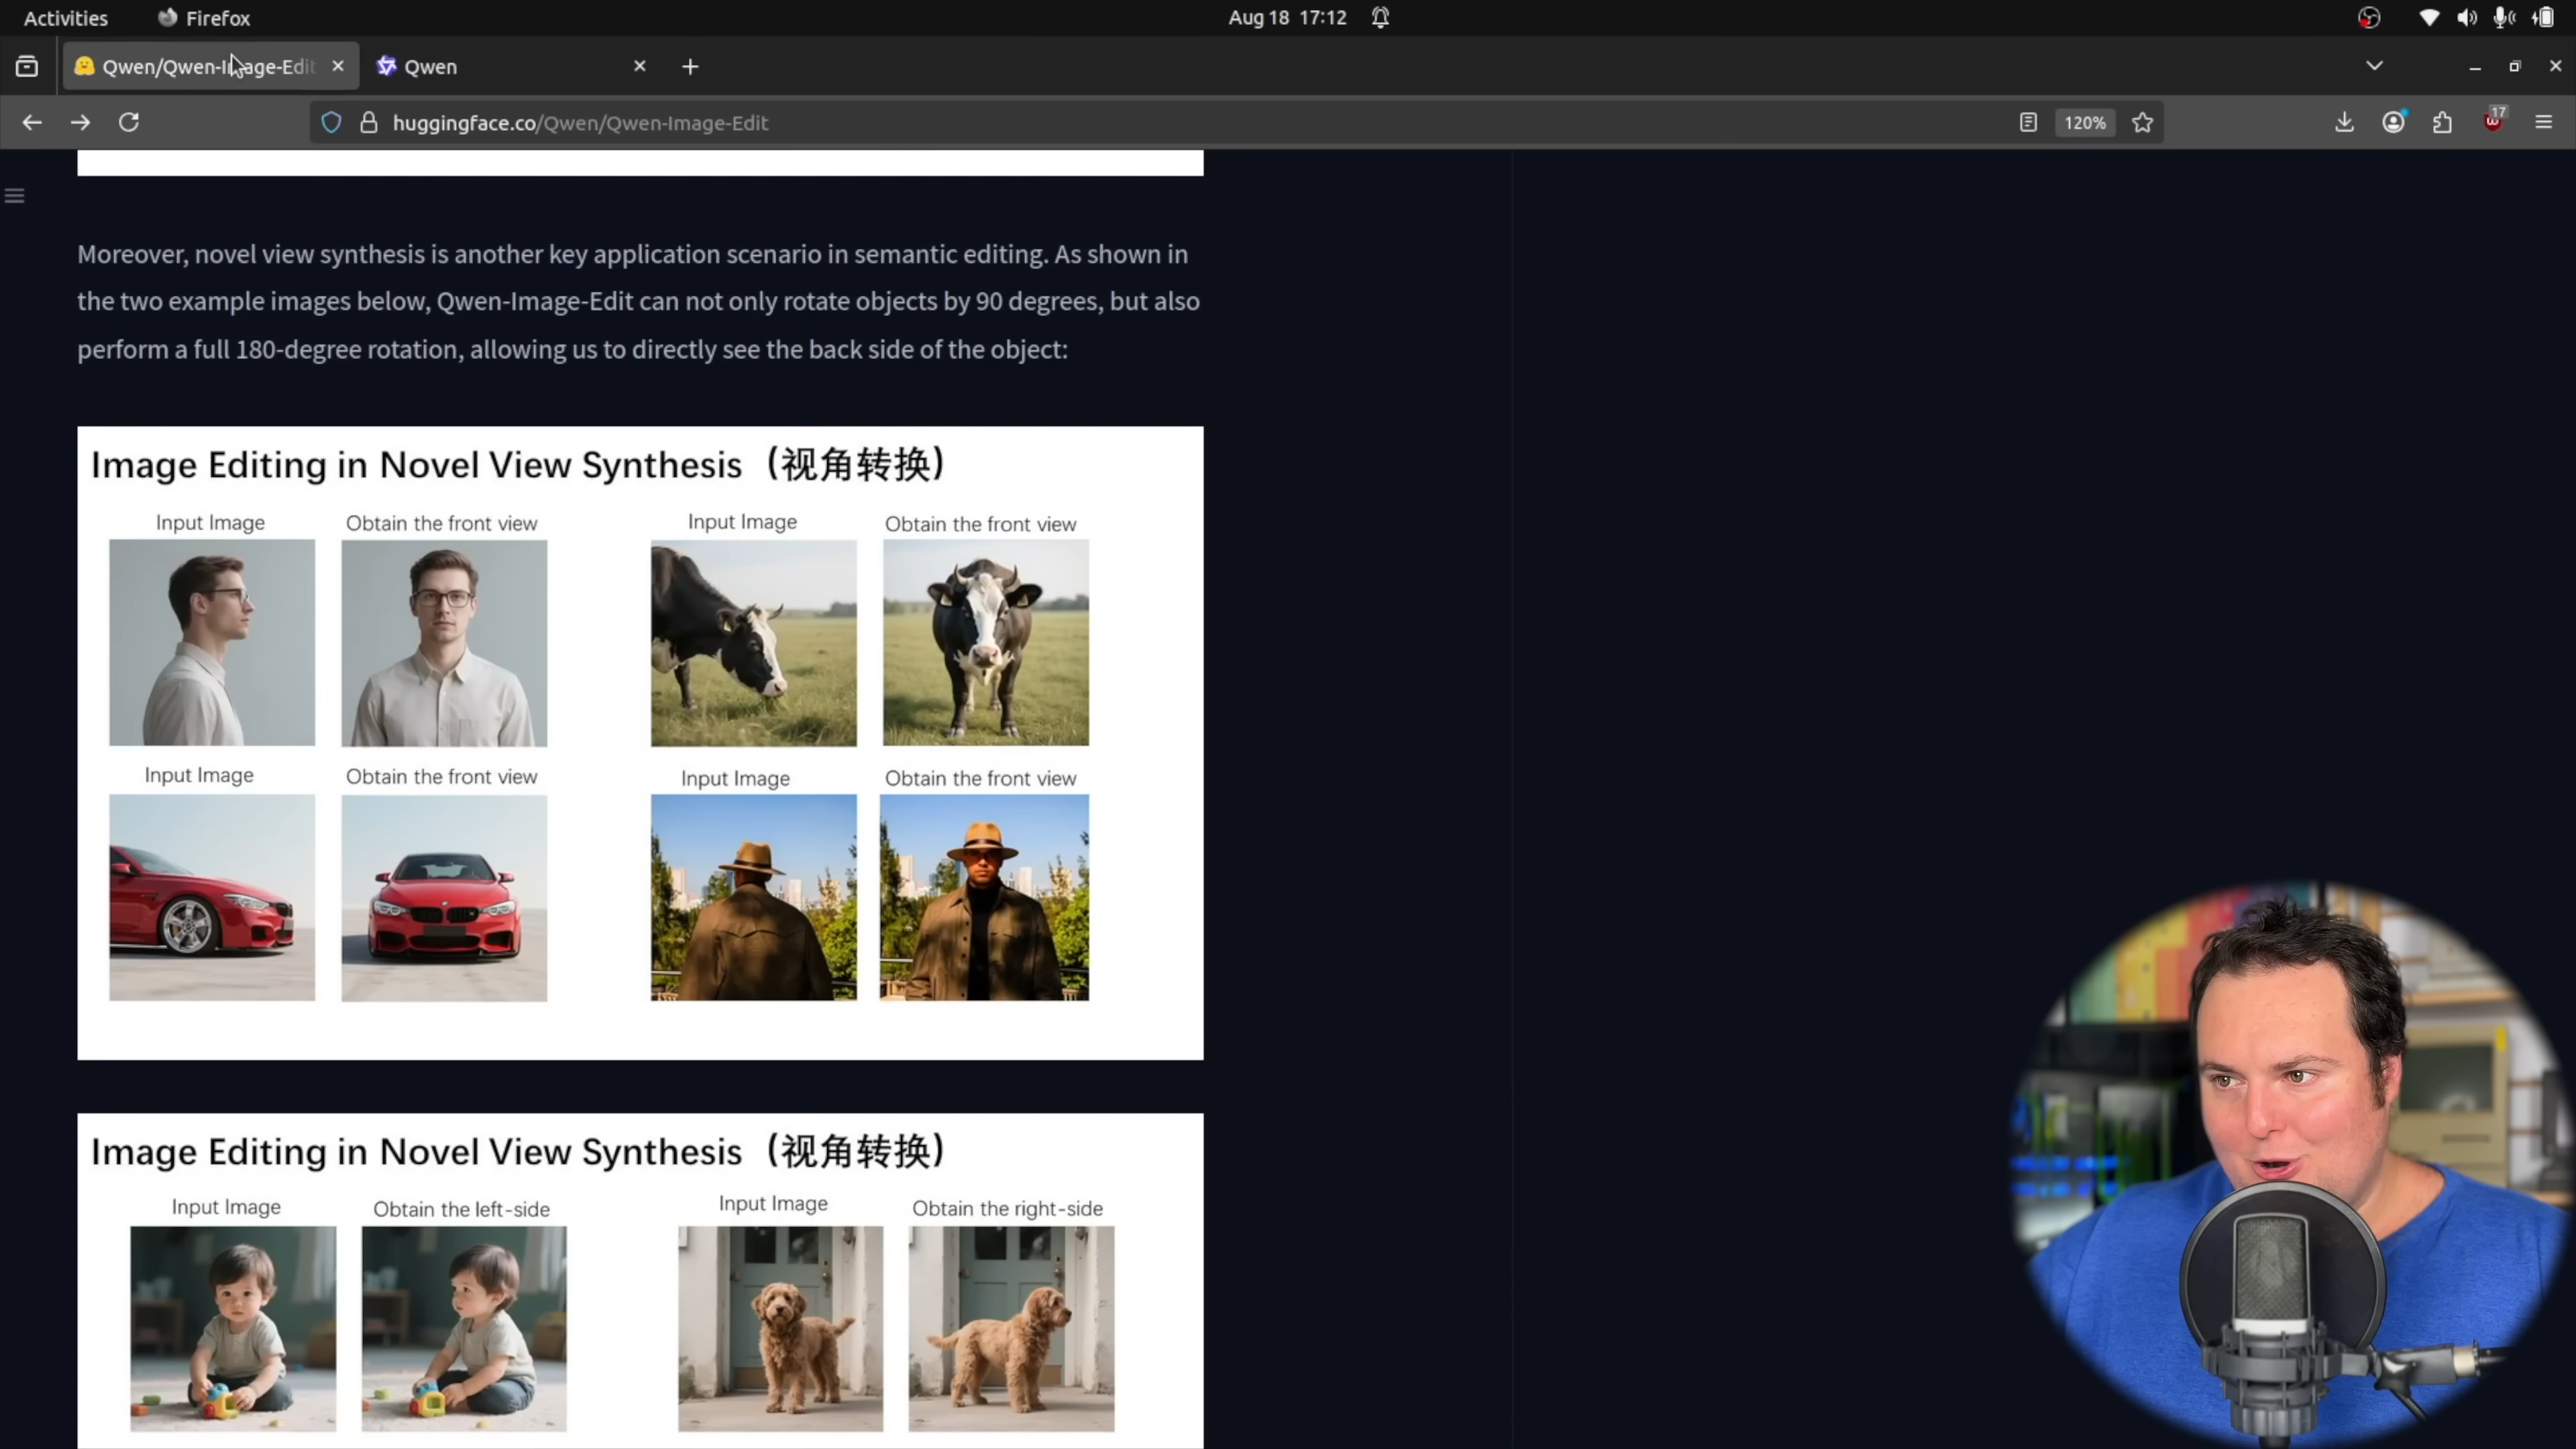 Activities Firefox Aug 18 17:12
Qwen/Qwen-Image-Edit Qwen
huggingface.co/Qwen/Qwen-Image-Edit 120% 17
Moreover, novel view synthesis is another key application scenario in semantic editing. As shown in
the two example images below, Qwen-Image-Edit can not only rotate objects by 90 degrees, but also
perform a full 180-degree rotation, allowing us to directly see the back side of the object:
Image Editing in Novel View Synthesis（视角转换）
Input Image Obtain the front view Input Image Obtain the front view
Input Image Obtain the front view Input Image Obtain the front view
Image Editing in Novel View Synthesis（视角转换）
Input Image Obtain the left-side Input Image Obtain the right-side